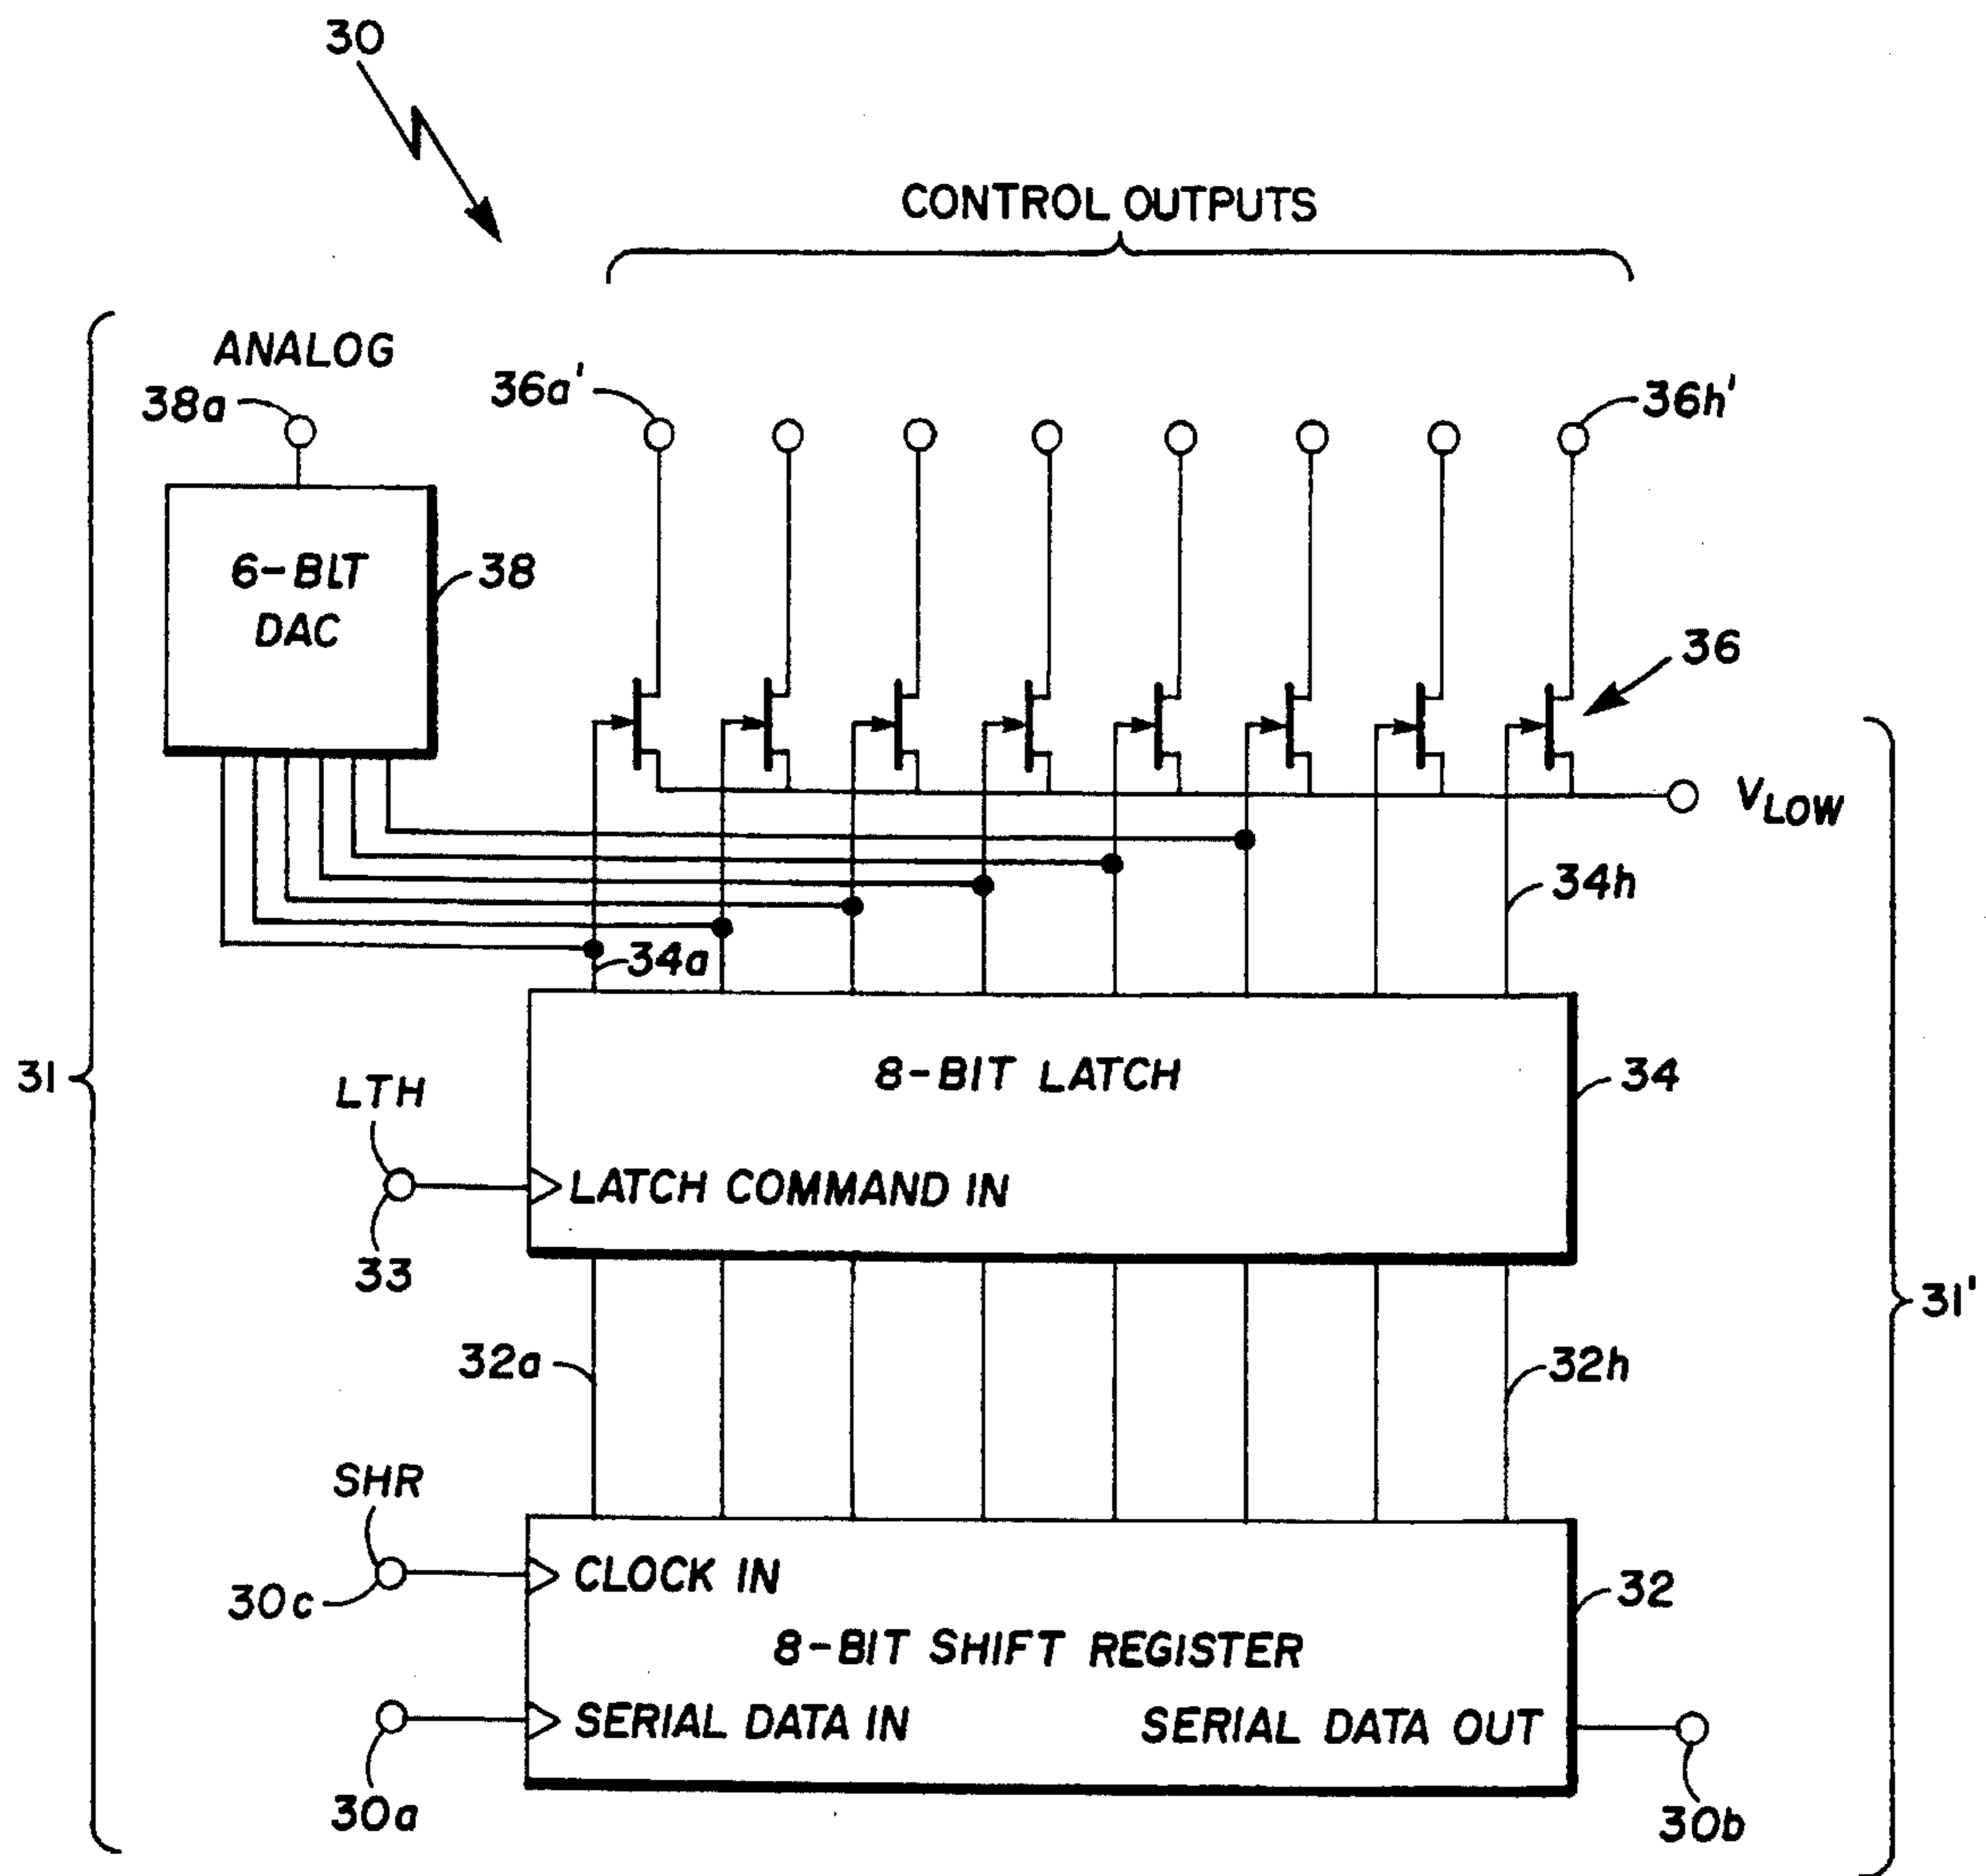 30
CONTROL OUTPUTS
ANALOG
38a
36a'
36h'
6-BIT
DAC
38
36
VLOW
34h
34a
8-BIT LATCH
34
31
LTH
LATCH COMMAND IN
33
31'
32a
32h
SHR
CLOCK IN
30c
32
8-BIT SHIFT REGISTER
SERIAL DATA IN
SERIAL DATA OUT
30a
30b